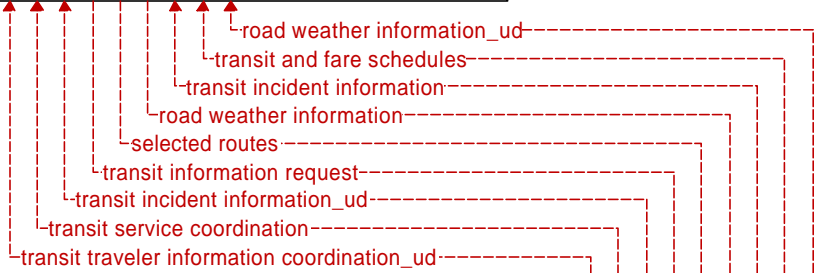 road weather information_ud
transit and fare schedules
transit incident information
road weather information
selected routes
transit information request
transit incident information_ud
transit service coordination
transit traveler information coordination_ud